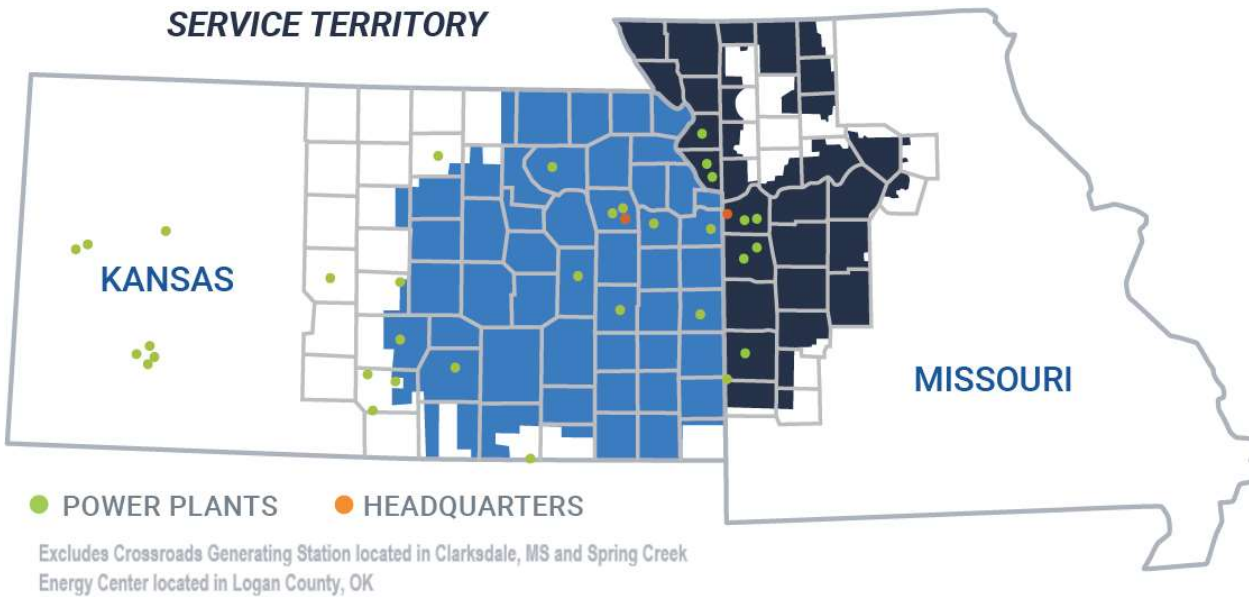 SERVICE TERRITORY
KANSAS
MISSOURI
POWER PLANTS
HEADQUARTERS
Excludes Crossroads Generating Station located in Clarksdale, MS and Spring Creek
Energy Center located in Logan County, OK